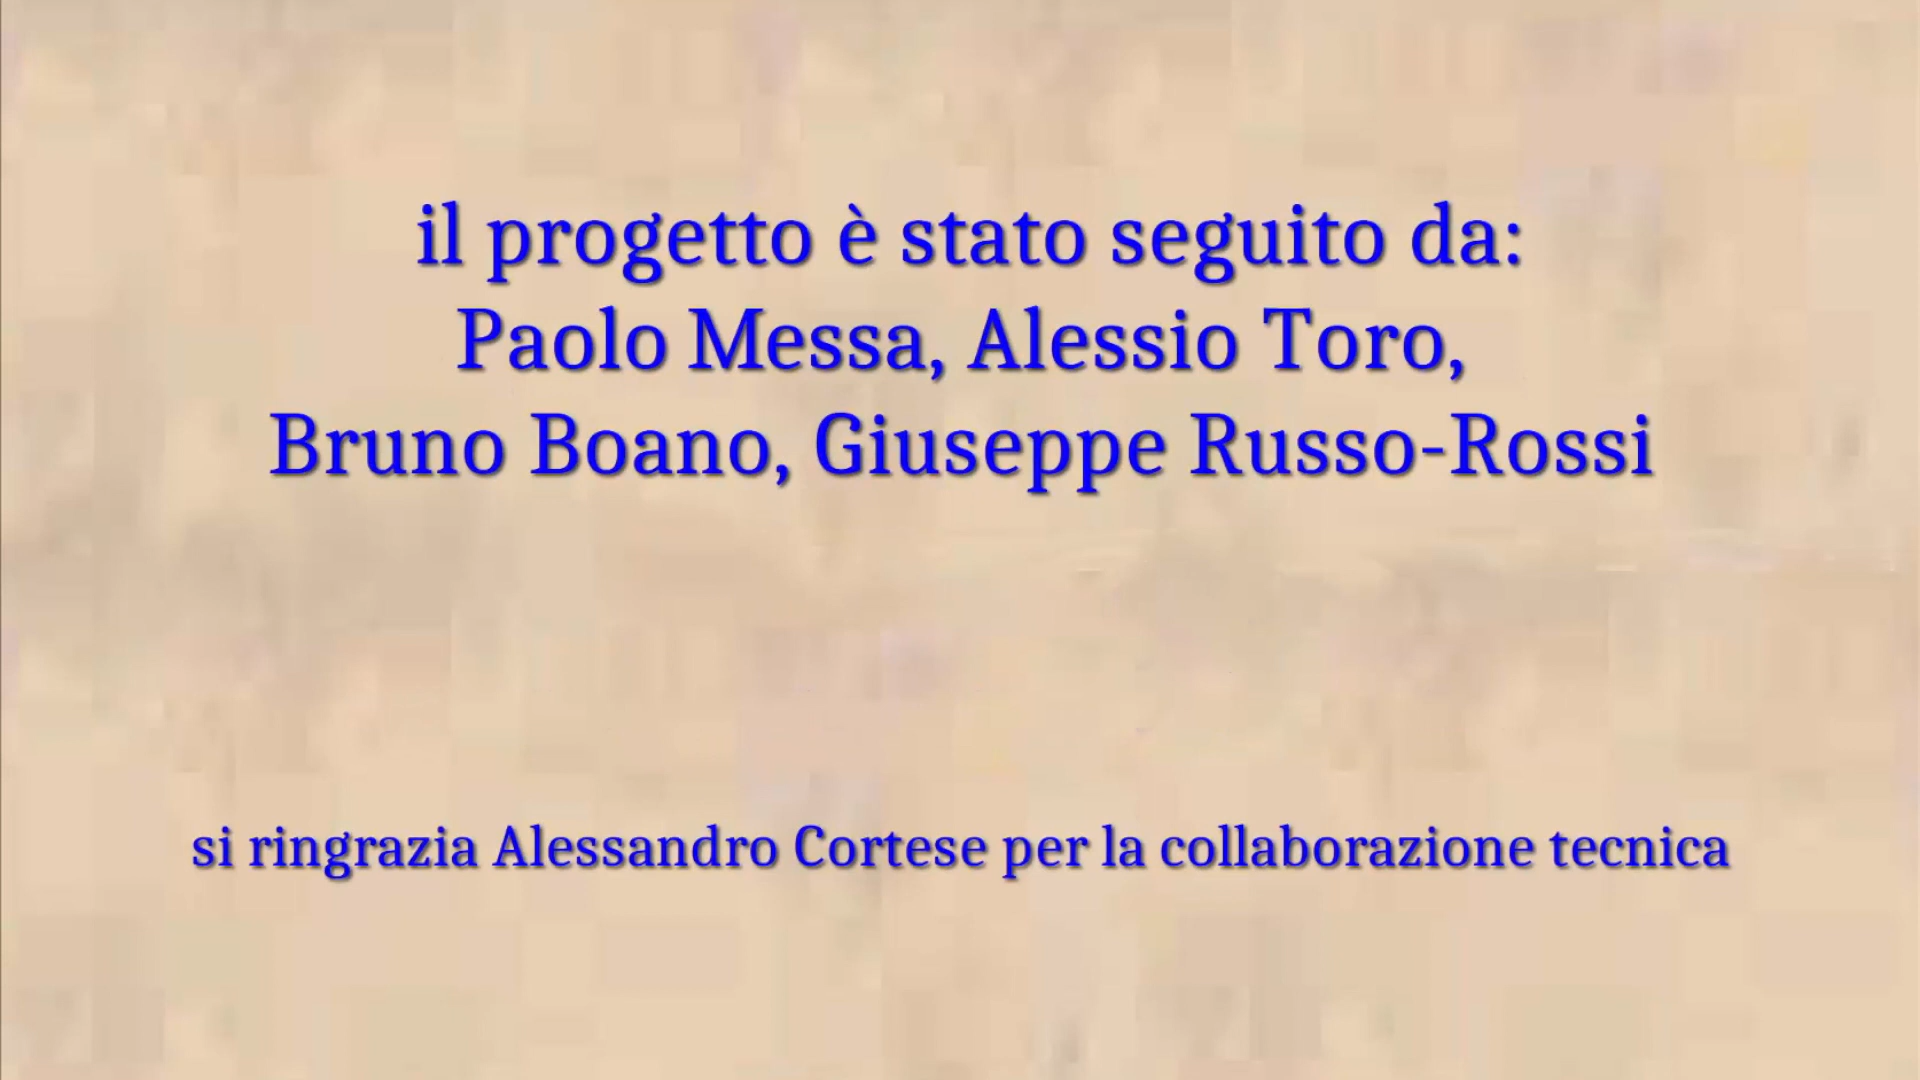 il progetto è stato seguito da:
Paolo Messa, Alessio Toro,
Bruno Boano, Giuseppe Russo-Rossi
si ringrazia Alessandro Cortese per la collaborazione tecnica